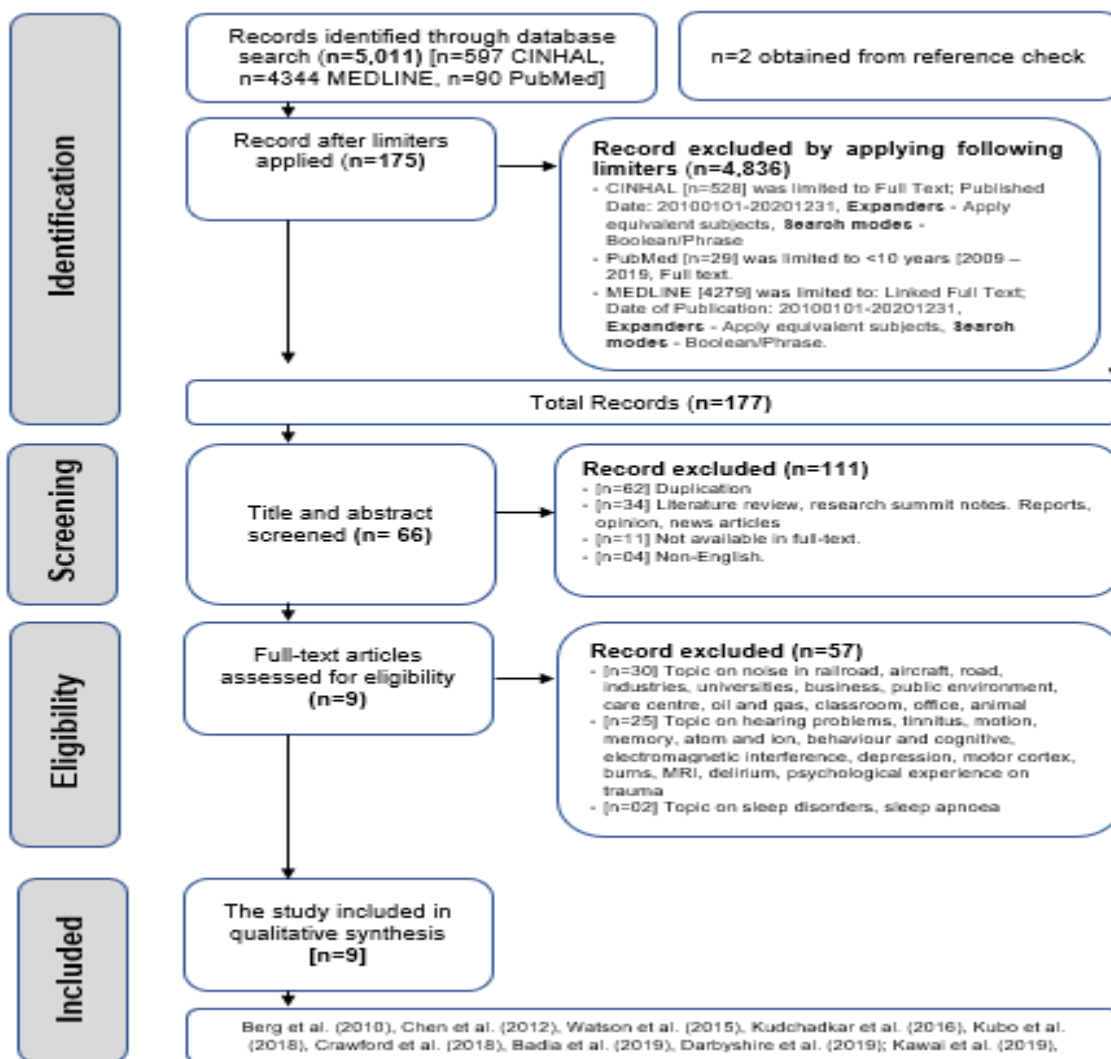 Identification
Records identified through database
search (n=5,011) [n=597 CINHAL,
n=4344 MEDLINE, n=90 PubMed]
n=2 obtained from reference check
Record after limiters
applied (n=175)
Record excluded by applying following
limiters (n=4,836)
- CINHAL [n=528] was limited to Full Text; Published
Date: 20100101-20201231, Expanders - Apply
equivalent subjects, Search modes -
Boolean/Phrase
- PubMed [n=29] was limited to <10 years [2009 –
2019, Full text.
- MEDLINE [4279] was limited to: Linked Full Text;
Date of Publication: 20100101-20201231,
Expanders - Apply equivalent subjects, Search
modes - Boolean/Phrase.
Total Records (n=177)
Screening
Title and abstract
screened (n= 66)
Record excluded (n=111)
- [n=62] Duplication
- [n=34] Literature review, research summit notes. Reports,
opinion, news articles
- [n=11] Not available in full-text.
- [n=04] Non-English.
Eligibility
Full-text articles
assessed for eligibility
(n=9)
Record excluded (n=57)
- [n=30] Topic on noise in railroad, aircraft, road,
industries, universities, business, public environment,
care centre, oil and gas, classroom, office, animal
- [n=25] Topic on hearing problems, tinnitus, motion,
memory, atom and ion, behaviour and cognitive,
electromagnetic interference, depression, motor cortex,
burns, MRI, delirium, psychological experience on
trauma
- [n=02] Topic on sleep disorders, sleep apnoea
Included
The study included in
qualitative synthesis
[n=9]
Berg et al. (2010), Chen et al. (2012), Watson et al. (2015), Kudchadkar et al. (2016), Kubo et al.
(2018), Crawford et al. (2018), Badia et al. (2019), Darbyshire et al. (2019); Kawai et al. (2019),